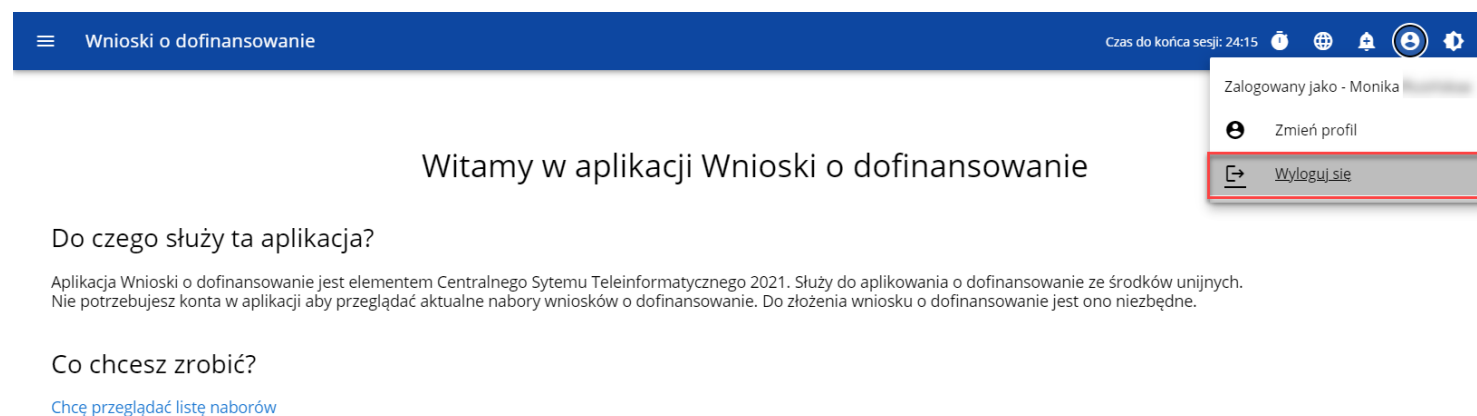 Wnioski o dofinansowanie
Czas do końca sesji: 24:15
Zalogowany jako - Monika
Zmień profil
Wyloguj się
Witamy w aplikacji Wnioski o dofinansowanie
Do czego służy ta aplikacja?
Aplikacja Wnioski o dofinansowanie jest elementem Centralnego Sytemu Teleinformatycznego 2021. Służy do aplikowania o dofinansowanie ze środków unijnych.
Nie potrzebujesz konta w aplikacji aby przeglądać aktualne nabory wniosków o dofinansowanie. Do złożenia wniosku o dofinansowanie jest ono niezbędne.
Co chcesz zrobić?
Chcę przeglądać listę naborów